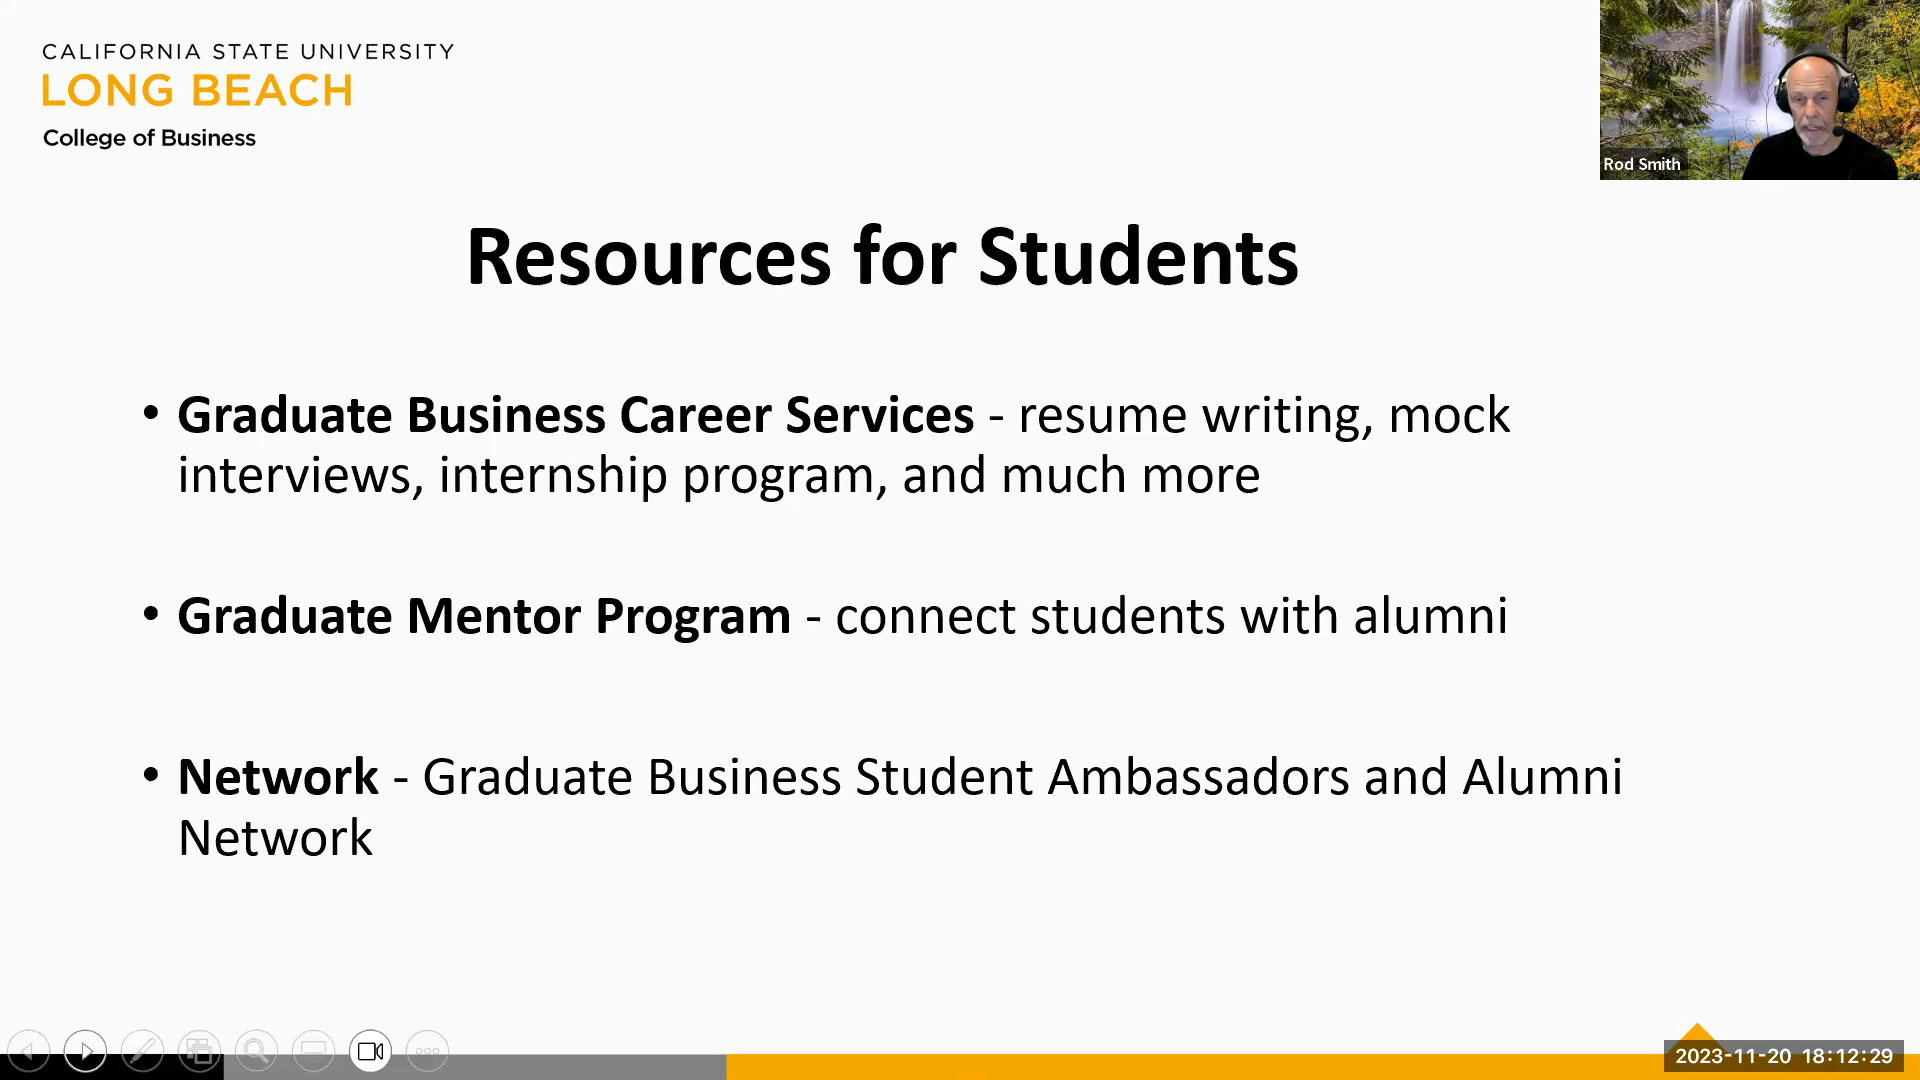 CALIFORNIA STATE UNIVERSITY
LONG BEACH
College of Business
Rod Smith
Resources for Students
• Graduate Business Career Services - resume writing, mock
interviews, internship program, and much more
• Graduate Mentor Program - connect students with alumni
• Network - Graduate Business Student Ambassadors and Alumni
Network
2023-11-20 18:12:29